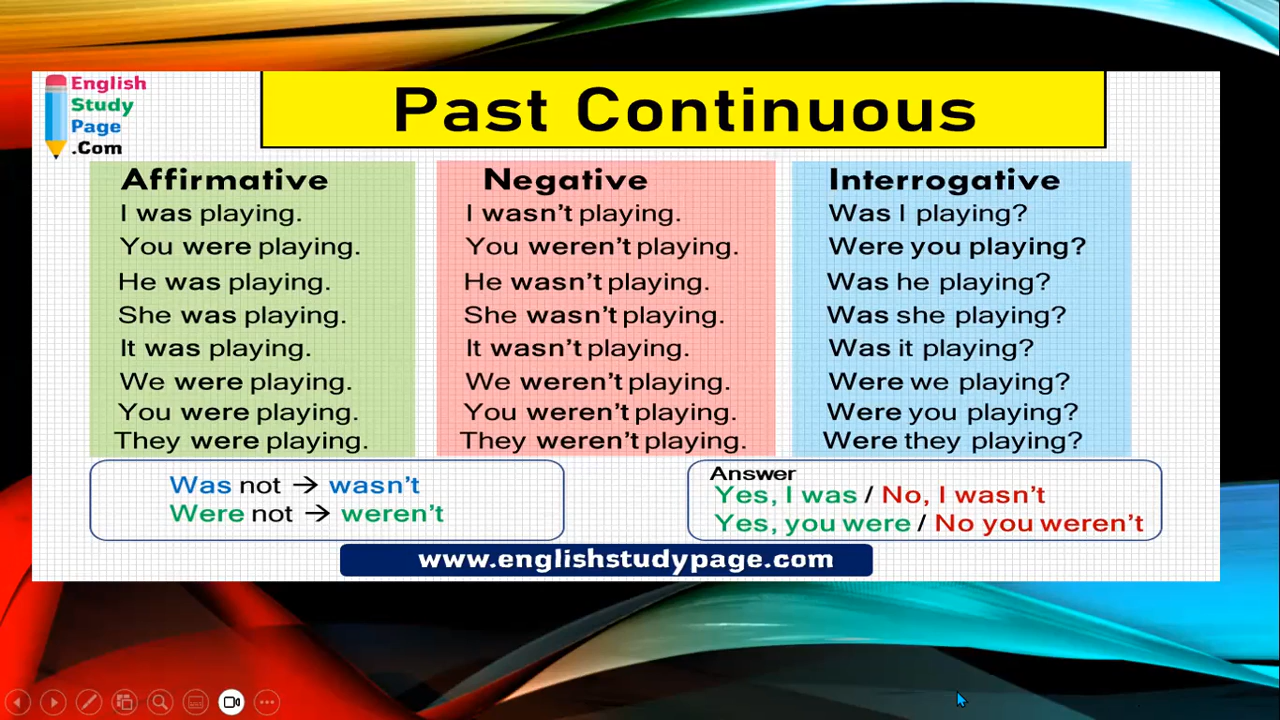 English
Study
Page
.Com
Past Continuous
Affirmative
I was playing.
You were playing.
He was playing.
She was playing.
It was playing.
We were playing.
You were playing.
They were playing.
Negative
I wasn't playing.
You weren't playing.
He wasn't playing.
She wasn't playing.
It wasn't playing.
We weren't playing.
You weren't playing.
They weren't playing.
Interrogative
Was I playing?
Were you playing?
Was he playing?
Was she playing?
Was it playing?
Were we playing?
Were you playing?
Were they playing?
Was not → wasn't
Were not → weren't
Answer
Yes, I was / No, I wasn't
Yes, you were / No you weren't
www.englishstudypage.com